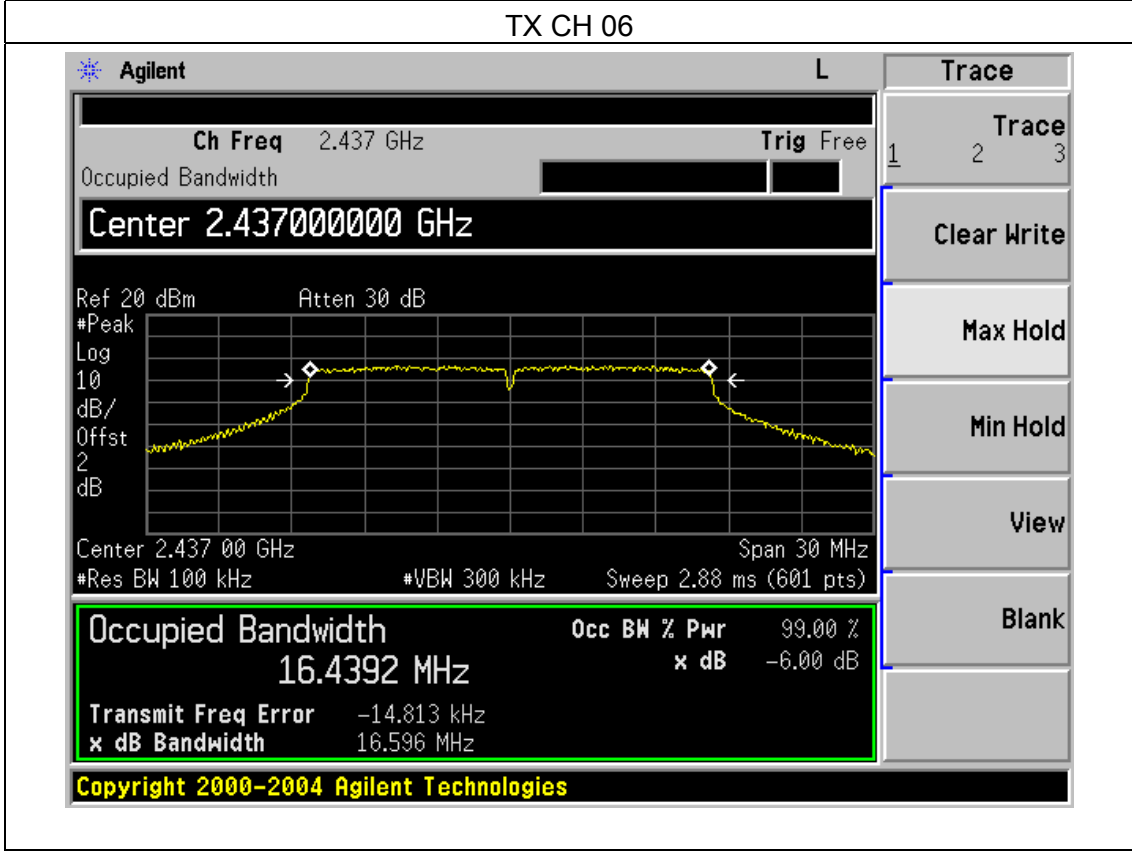 TX CH 06
Agilent L Trace
Ch Freq 2.437 GHz Trig Free
Occupied Bandwidth
Center 2.437000000 GHz
Ref 20 dBm Atten 30 dB
#Peak
Log
10
dB/
Offst
2
dB
Center 2.437 00 GHz Span 30 MHz
#Res BW 100 kHz #VBW 300 kHz Sweep 2.88 ms (601 pts)
Occupied Bandwidth Occ BW % Pwr 99.00 %
16.4392 MHz x dB -6.00 dB
Transmit Freq Error -14.813 kHz
x dB Bandwidth 16.596 MHz
Copyright 2000-2004 Agilent Technologies
Trace
1 2 3
Clear Write
Max Hold
Min Hold
View
Blank